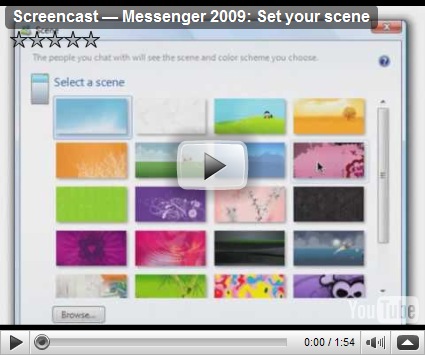 Screencast — Messenger 2009: Set your scene
Scene
The people you chat with will see the scene and color scheme you choose.
Select a scene
Browse...
YouTube
0:00 / 1:54